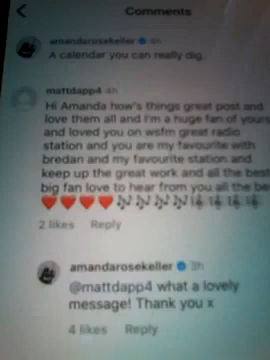 Comments
amandarosekeller 4h
A calendar you can really dig.
mattdapp4 4h
Hi Amanda how's things great post and
love them all and I'm a huge fan of yours
and loved you on wsfm great radio
station and you are my favourite with
bredan and my favourite station and
keep up the great work and all the best
big fan love to hear from you all the be
2 likes Reply
amandarosekeller 3h
@mattdapp4 what a lovely
message! Thank you x
4 likes Reply